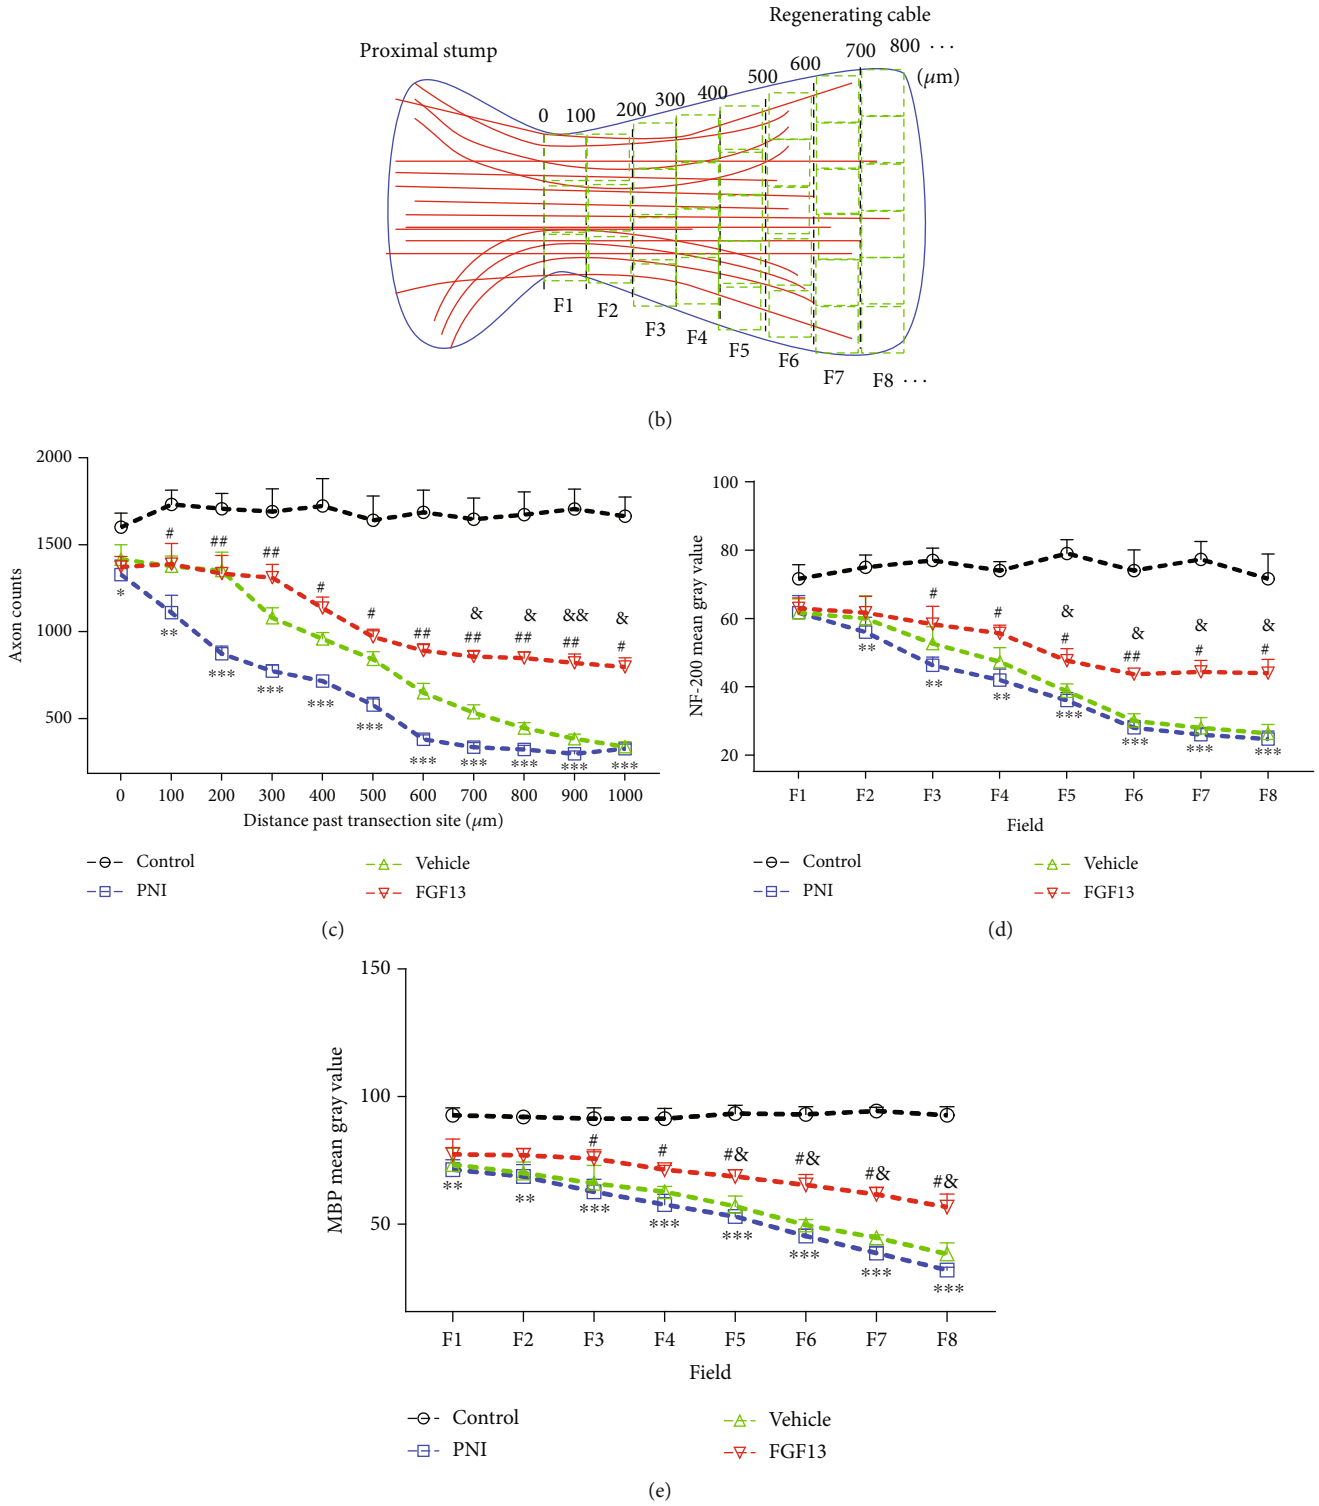 Regenerating cable
Proximal stump
0 100 200 300 400 500 600 700 800 · · ·
(μm)
F1 F2 F3 F4 F5 F6 F7 F8 · · ·
(b)
Axon counts
2000
1500
1000
500
# ## ## # # ## ## ## ## #
& & && &
* ** *** *** *** *** *** *** *** *** ***
0 100 200 300 400 500 600 700 800 900 1000
Distance past transection site (μm)
Control Vehicle
PNI FGF13
(c)
NF-200 mean gray value
100
80
60
40
20
& & & &
# # # ## # #
** ** ** *** *** *** ***
F1 F2 F3 F4 F5 F6 F7 F8
Field
Control Vehicle
PNI FGF13
(d)
MBP mean gray value
150
100
50
# # #& #& #& #&
** ** *** *** *** *** *** ***
F1 F2 F3 F4 F5 F6 F7 F8
Field
Control Vehicle
PNI FGF13
(e)